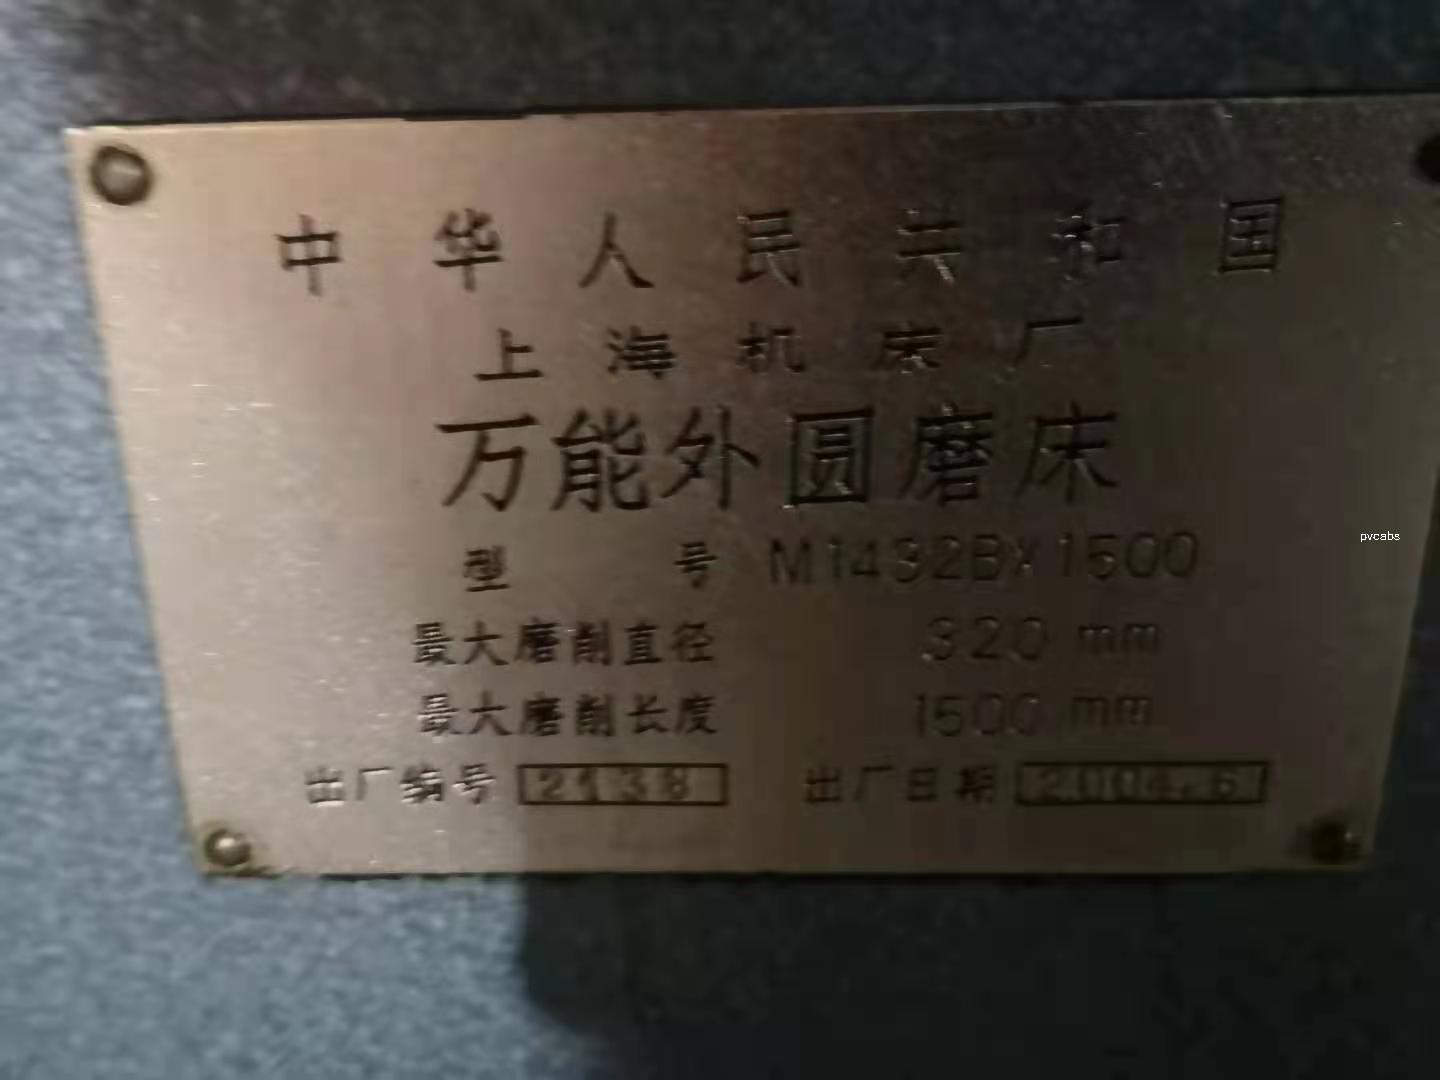 中华人民共和国
上海机床厂
万能外圆磨床
型号 M1432BX1500
最大磨削直径 320 mm
最大磨削长度 1500 mm
出厂编号 2138 出厂日期 2004.6
pvcabs